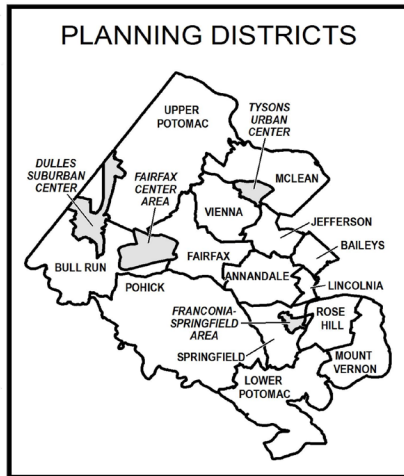 PLANNING DISTRICTS
UPPER
POTOMAC
TYSONS
URBAN
CENTER
DULLES
SUBURBAN
CENTER
FAIRFAX
CENTER
AREA
MCLEAN
VIENNA
JEFFERSON
BAILEYS
FAIRFAX
BULL RUN
ANNANDALE
LINCOLNIA
POHICK
FRANCONIA-
SPRINGFIELD
AREA
ROSE
HILL
SPRINGFIELD
MOUNT
VERNON
LOWER
POTOMAC